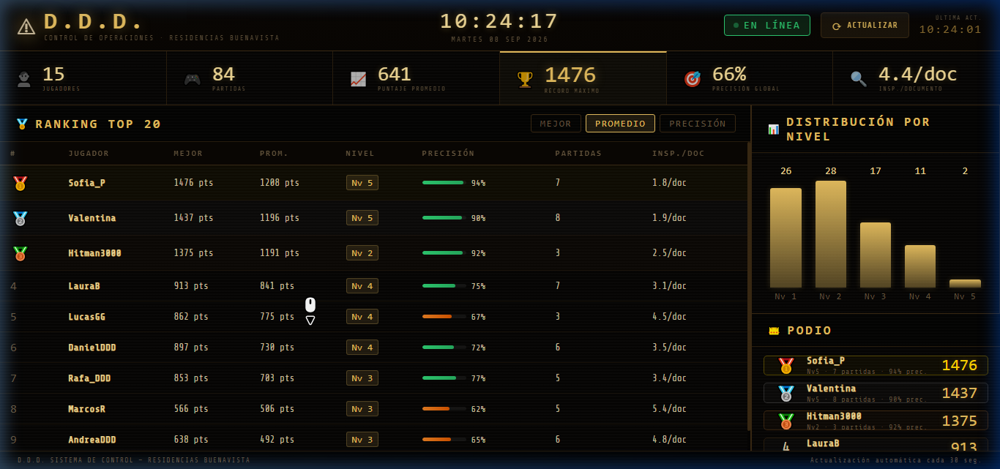 D.D.D.
CONTROL DE OPERACIONES · RESIDENCIAS BUENAVISTA
10:24:17
MARTES 08 SEP 2026
EN LÍNEA
⟳ ACTUALIZAR
ÚLTIMA ACT.
10:24:01
15
JUGADORES
84
PARTIDAS
641
PUNTAJE PROMEDIO
1476
RÉCORD MÁXIMO
66%
PRECISIÓN GLOBAL
4.4/doc
INSP./DOCUMENTO
RANKING TOP 20
MEJOR PROMEDIO PRECISIÓN
# JUGADOR MEJOR PROM. NIVEL PRECISIÓN PARTIDAS INSP./DOC
1 Sofia_P 1476 pts 1208 pts Nv 5 94% 7 1.8/doc
2 Valentina 1437 pts 1196 pts Nv 5 90% 8 1.9/doc
3 Hitman3000 1375 pts 1191 pts Nv 2 92% 3 2.5/doc
4 LauraB 913 pts 841 pts Nv 4 75% 7 3.1/doc
5 LucasGG 862 pts 775 pts Nv 4 67% 3 4.5/doc
6 DanielDDD 897 pts 730 pts Nv 4 72% 6 3.5/doc
7 Rafa_DDD 853 pts 703 pts Nv 3 77% 5 3.4/doc
8 MarcosR 566 pts 506 pts Nv 3 62% 5 5.4/doc
9 AndreaDDD 638 pts 492 pts Nv 3 65% 6 4.8/doc
DISTRIBUCIÓN POR
NIVEL
26 28 17 11 2
Nv 1 Nv 2 Nv 3 Nv 4 Nv 5
PODIO
1 Sofia_P 1476
Nv5 · 7 partidas · 94% prec.
2 Valentina 1437
Nv5 · 8 partidas · 90% prec.
3 Hitman3000 1375
Nv2 · 3 partidas · 92% prec.
4 LauraB 913
D.D.D. SISTEMA DE CONTROL — RESIDENCIAS BUENAVISTA
Actualización automática cada 30 seg.